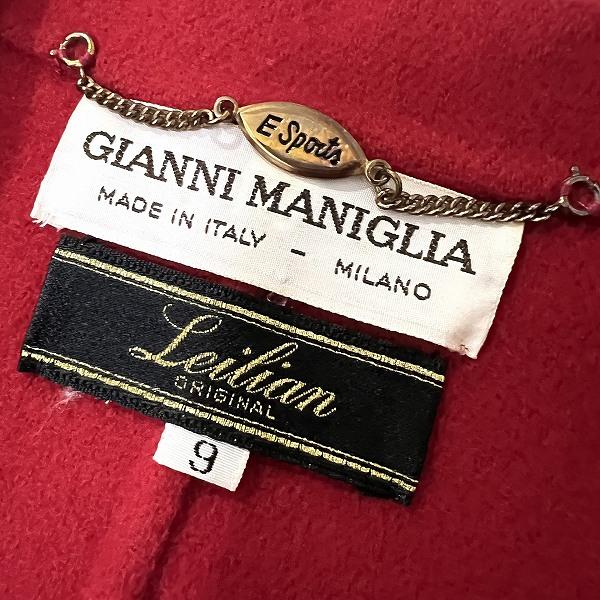 E Sports
GIANNI MANIGLIA
MADE IN ITALY - MILANO
Leilian
ORIGINAL
9